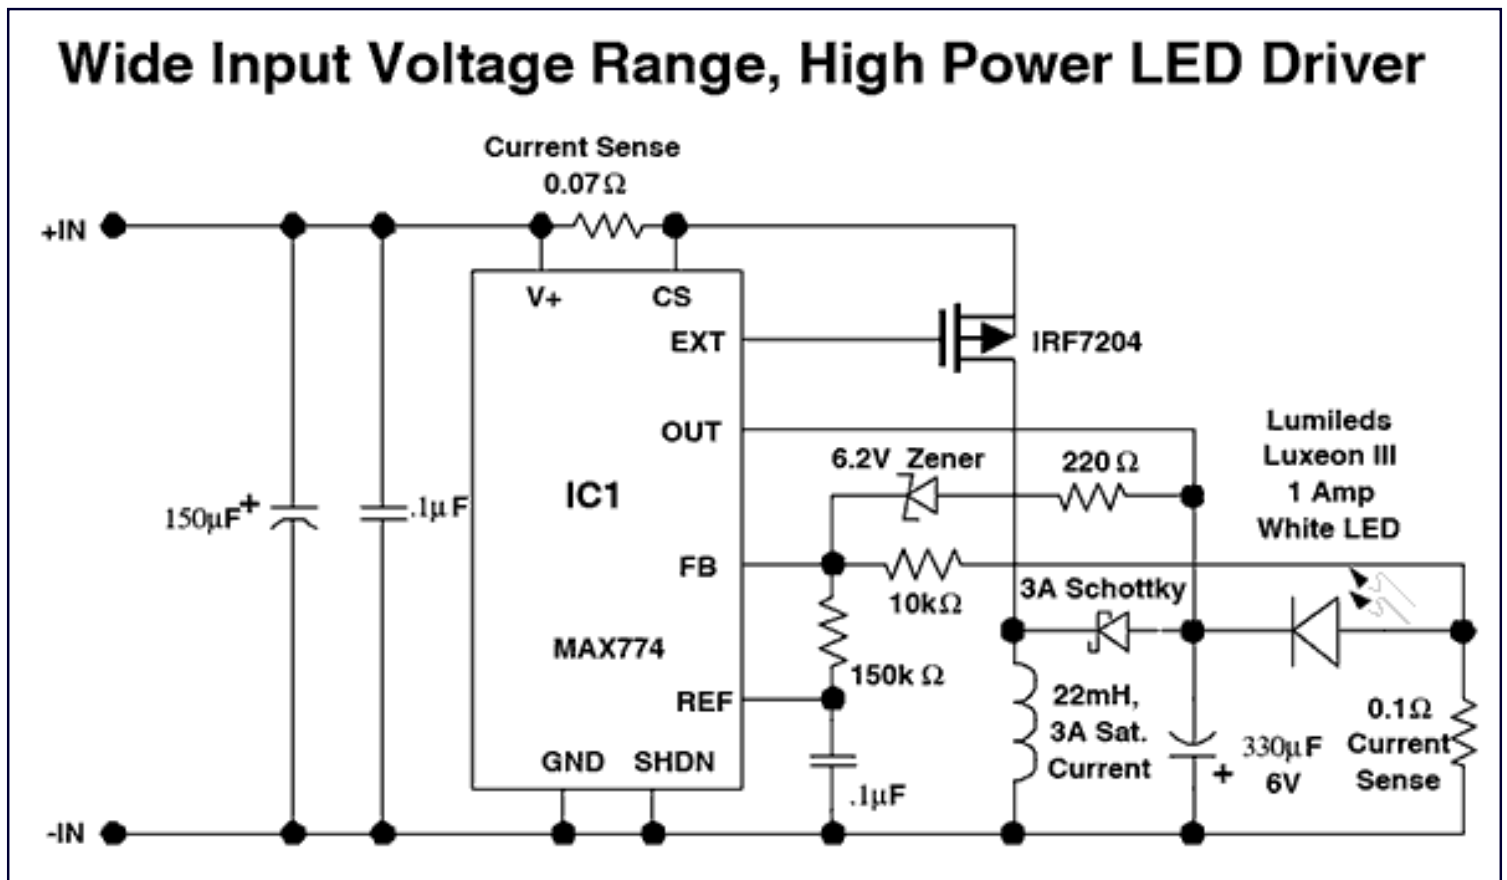 Wide Input Voltage Range, High Power LED Driver
Current Sense
0.07Ω
+IN
V+
CS
EXT
IRF7204
OUT
Lumileds
Luxeon III
1 Amp
White LED
6.2V Zener
220Ω
IC1
150µF+
.1µF
FB
10kΩ
3A Schottky
MAX774
150kΩ
REF
22mH,
3A Sat.
Current
0.1Ω
Current
Sense
330µF
6V
+
GND
SHDN
.1µF
-IN